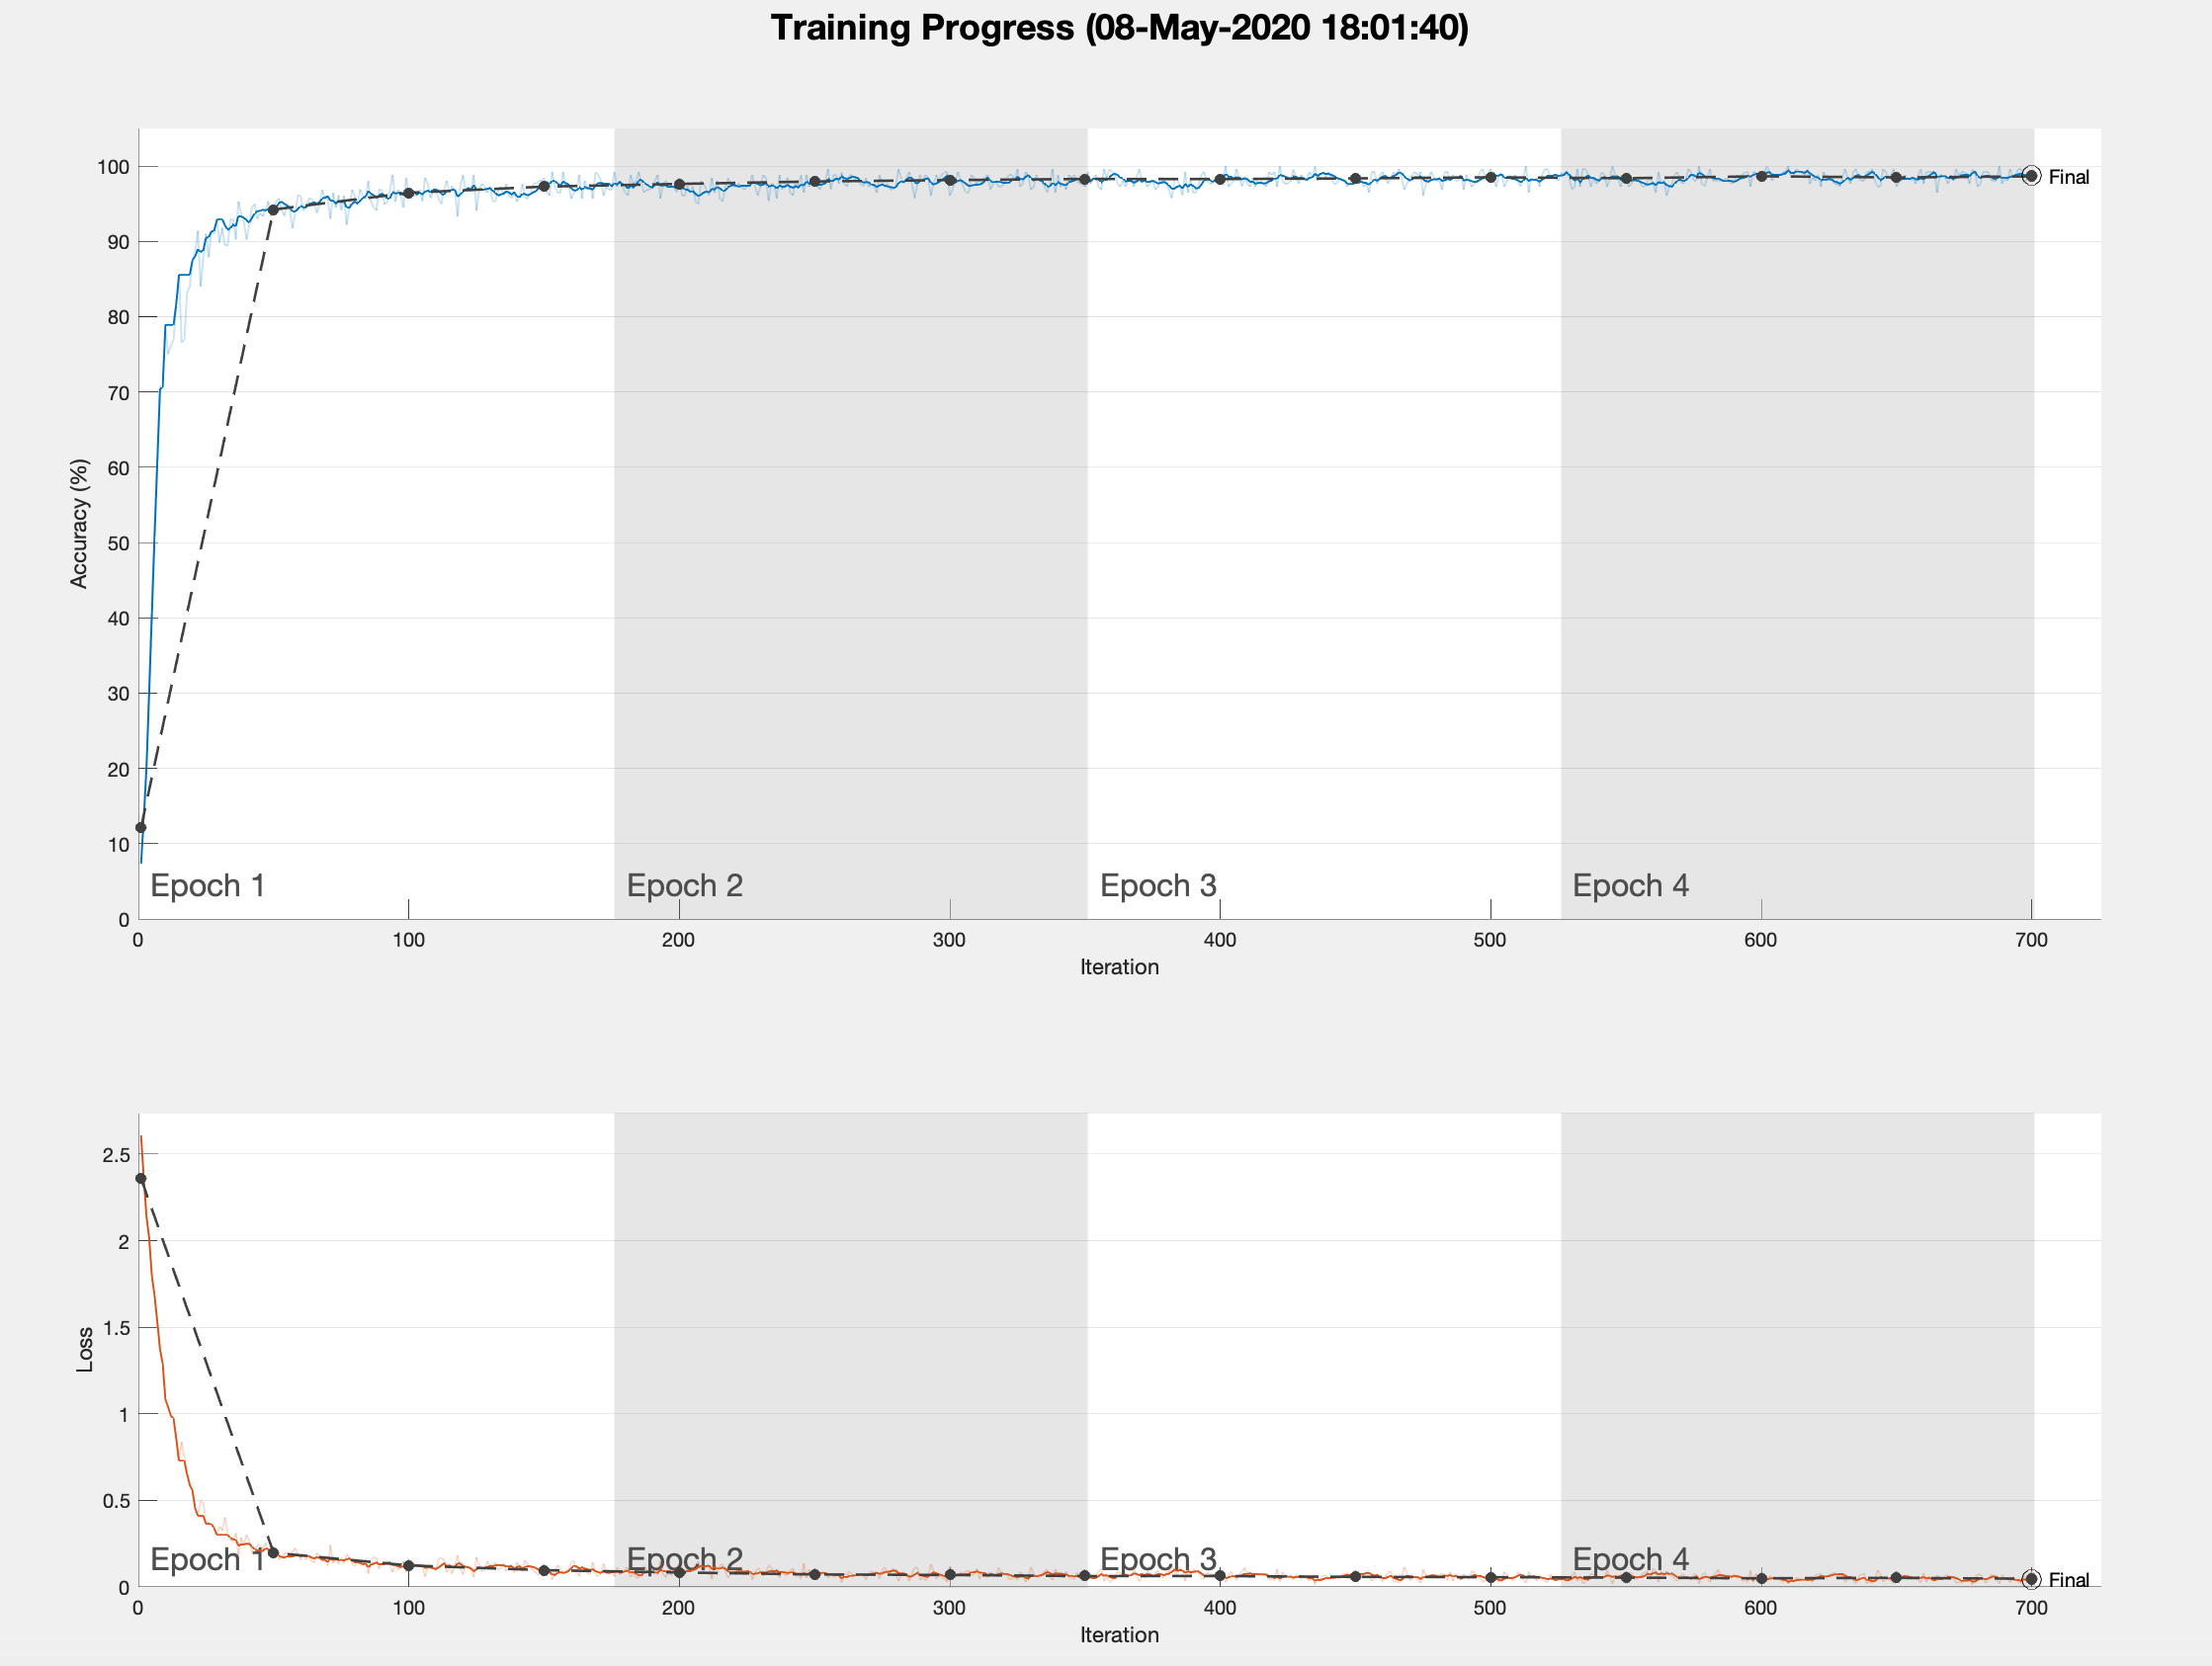 Training Progress (08-May-2020 18:01:40)
100
90
80
70
60
50
40
30
20
10
0
Accuracy (%)
Final
Epoch 1
Epoch 2
Epoch 3
Epoch 4
0 100 200 300 400 500 600 700
Iteration
2.5
2
1.5
1
0.5
0
Loss
Epoch 1
Epoch 2
Epoch 3
Epoch 4
Final
0 100 200 300 400 500 600 700
Iteration